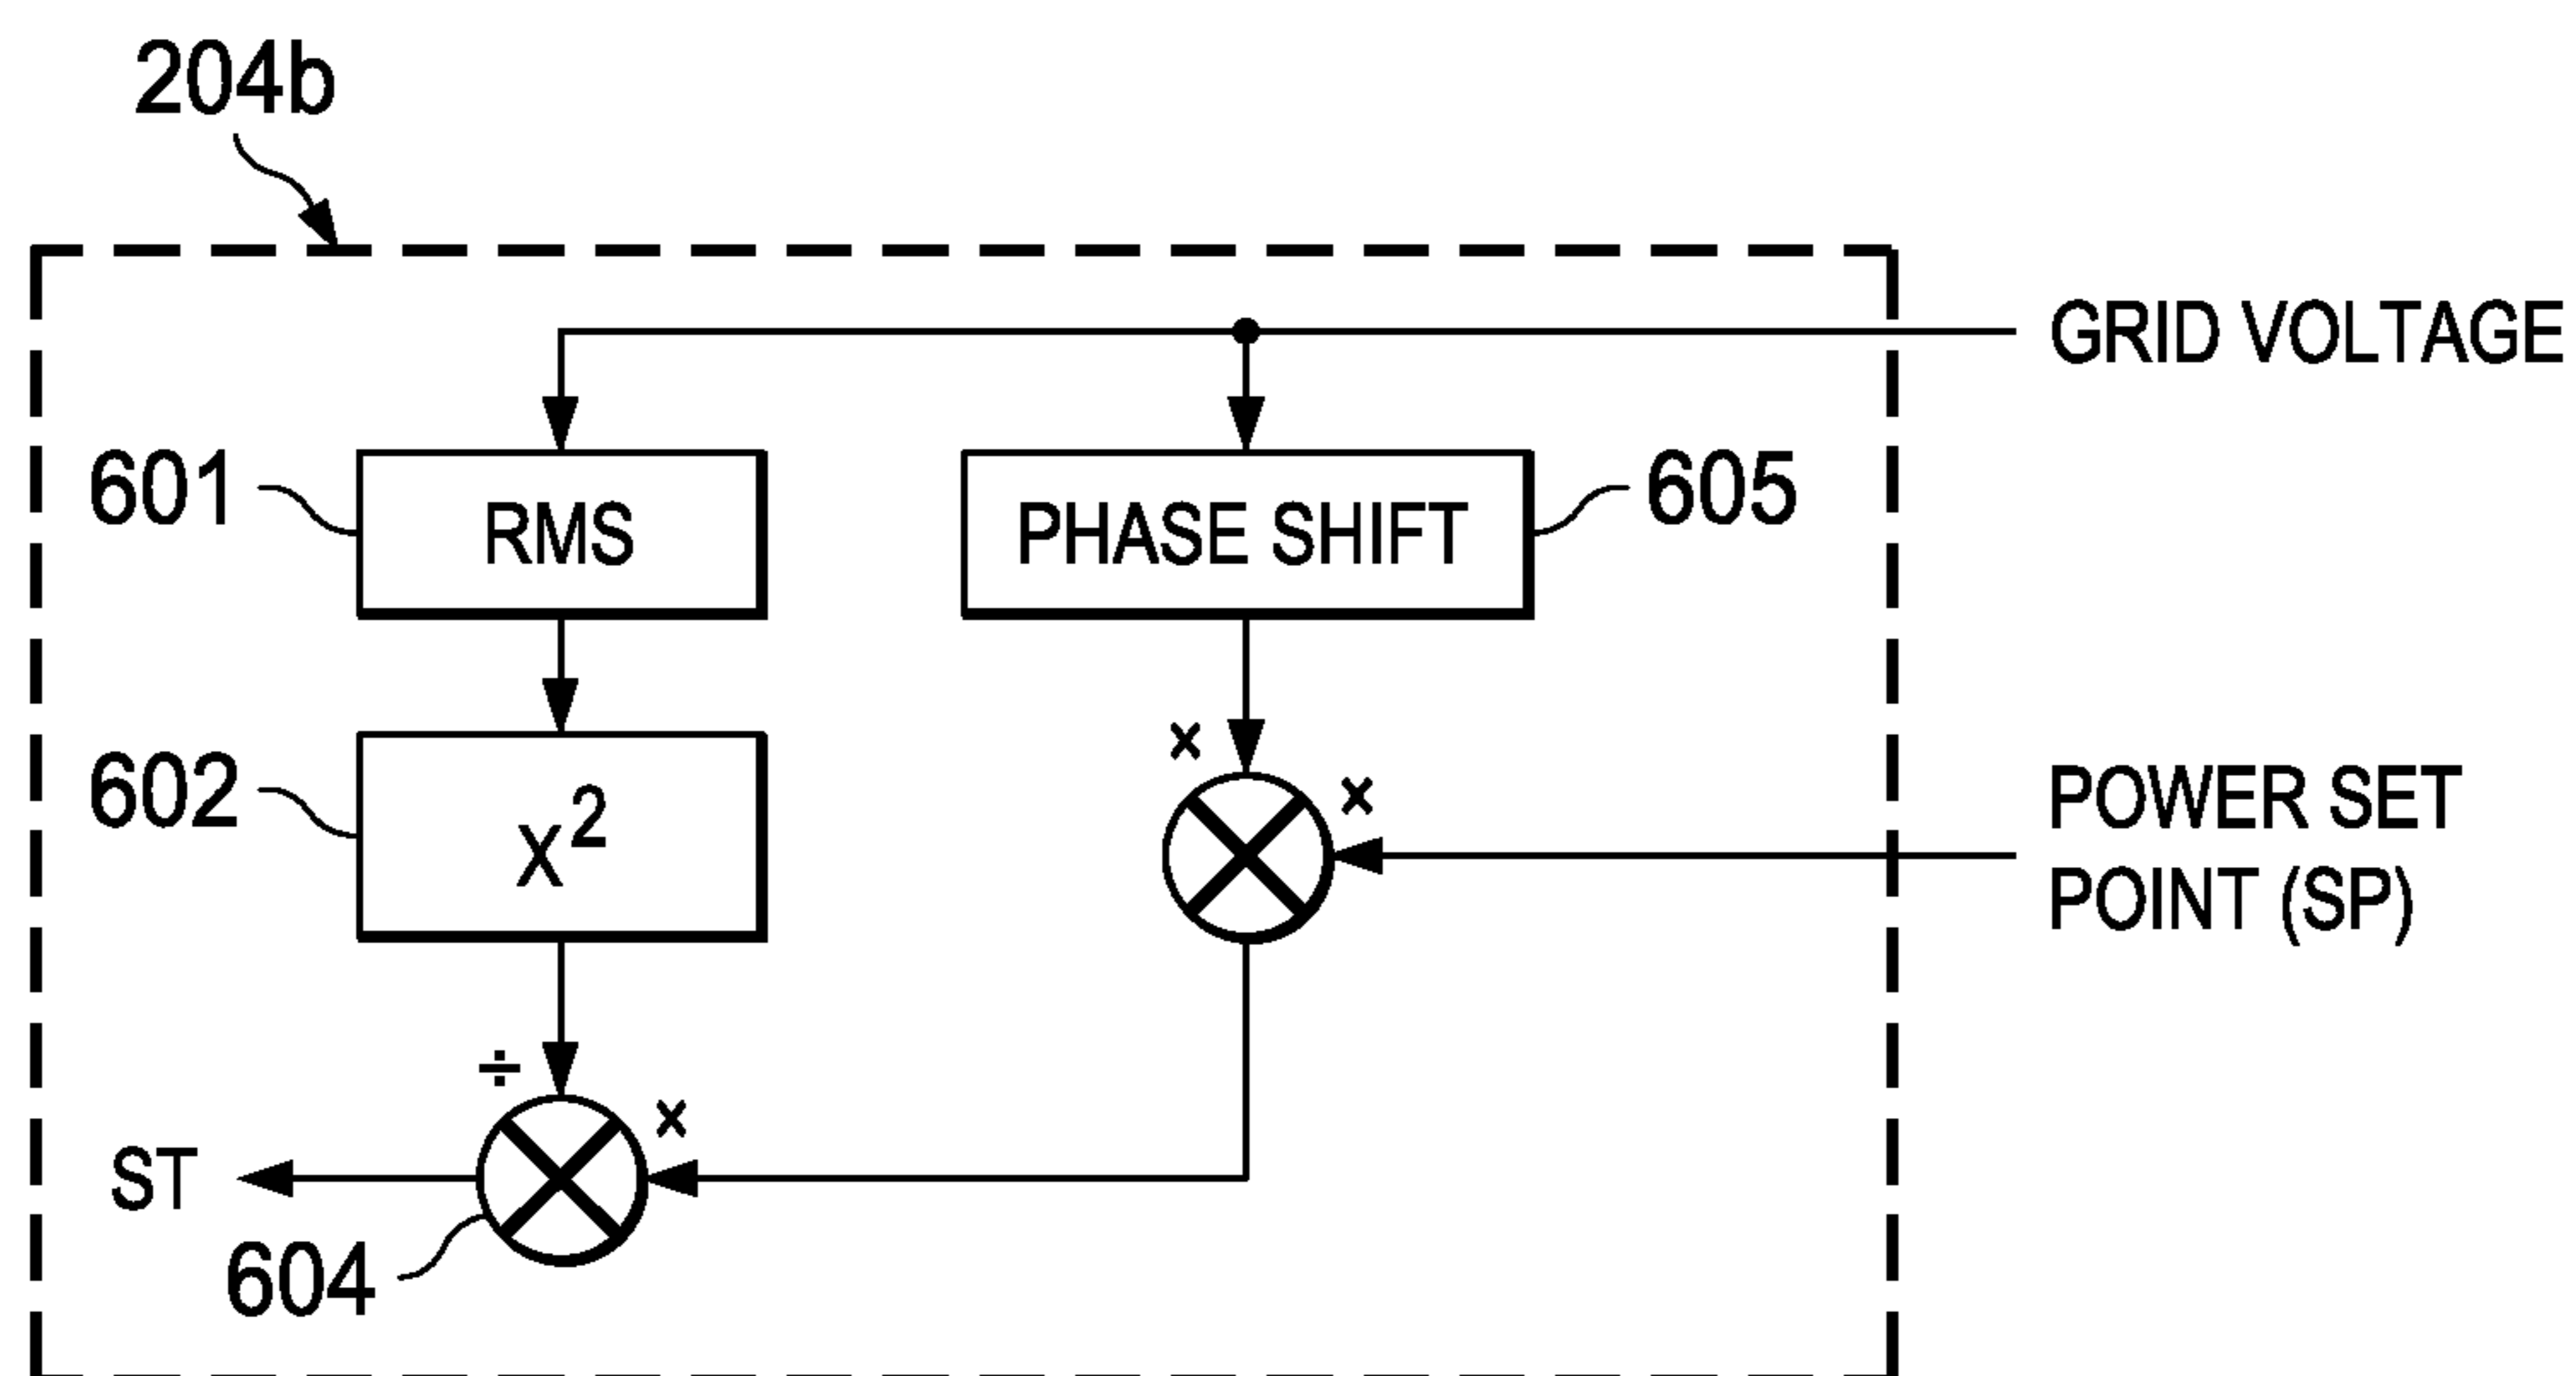 204b
GRID VOLTAGE
601
RMS
PHASE SHIFT
605
602
x²
×
×
POWER SET
POINT (SP)
÷
×
ST
604